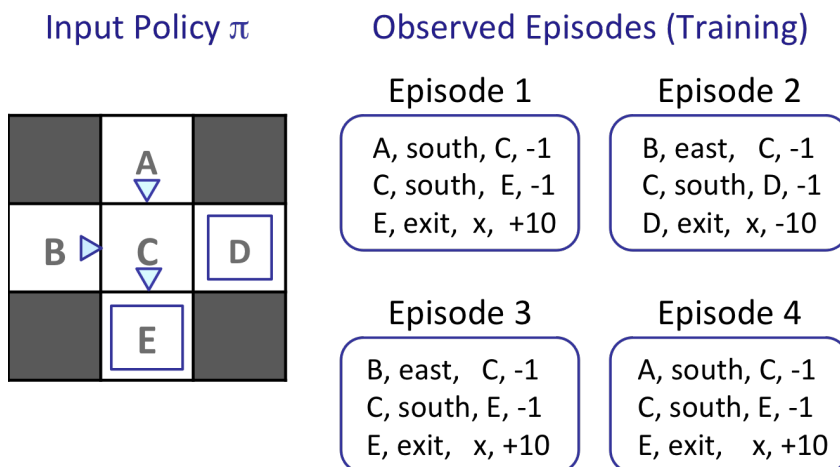 Input Policy π
Observed Episodes (Training)
A
B
C
D
E
Episode 1
A, south, C, -1
C, south, E, -1
E, exit, x, +10
Episode 2
B, east, C, -1
C, south, D, -1
D, exit, x, -10
Episode 3
B, east, C, -1
C, south, E, -1
E, exit, x, +10
Episode 4
A, south, C, -1
C, south, E, -1
E, exit, x, +10